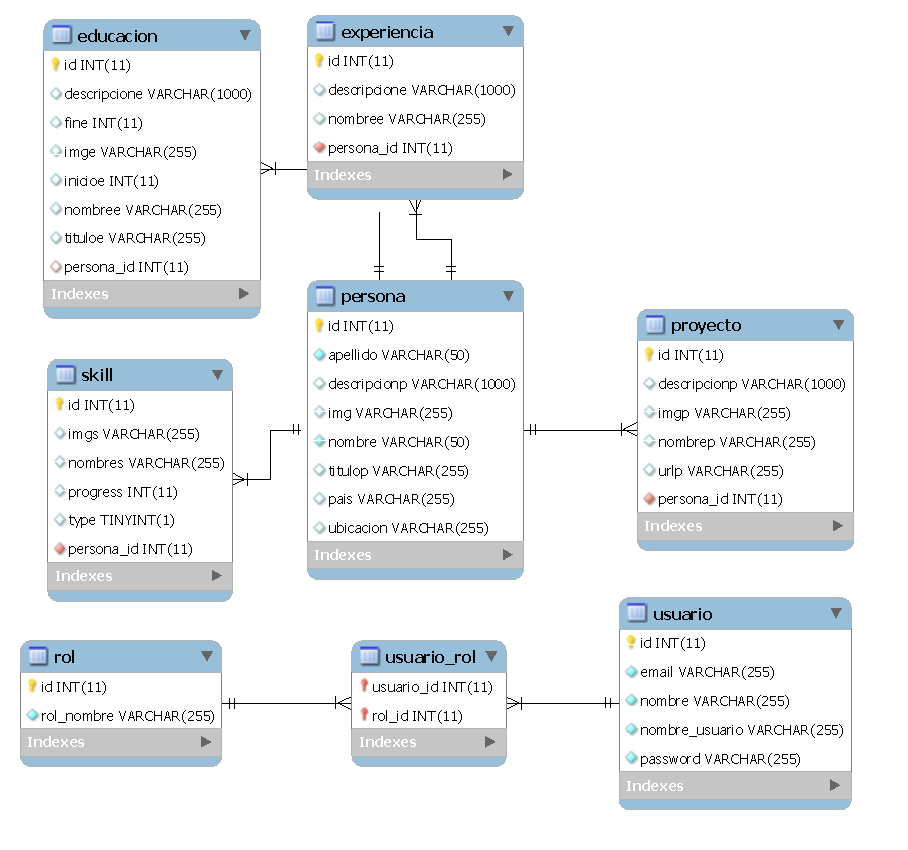 educacion
id INT(11)
descripcione VARCHAR(1000)
fine INT(11)
imge VARCHAR(255)
inicioe INT(11)
nombree VARCHAR(255)
tituloe VARCHAR(255)
persona_id INT(11)
Indexes
experiencia
id INT(11)
descripcione VARCHAR(1000)
nombree VARCHAR(255)
persona_id INT(11)
Indexes
persona
id INT(11)
apellido VARCHAR(50)
descripcionp VARCHAR(1000)
img VARCHAR(255)
nombre VARCHAR(50)
titulop VARCHAR(255)
pais VARCHAR(255)
ubicacion VARCHAR(255)
Indexes
proyecto
id INT(11)
descripcionp VARCHAR(1000)
imgp VARCHAR(255)
nombrep VARCHAR(255)
urlp VARCHAR(255)
persona_id INT(11)
Indexes
skill
id INT(11)
imgs VARCHAR(255)
nombres VARCHAR(255)
progress INT(11)
type TINYINT(1)
persona_id INT(11)
Indexes
rol
id INT(11)
rol_nombre VARCHAR(255)
Indexes
usuario_rol
usuario_id INT(11)
rol_id INT(11)
Indexes
usuario
id INT(11)
email VARCHAR(255)
nombre VARCHAR(255)
nombre_usuario VARCHAR(255)
password VARCHAR(255)
Indexes